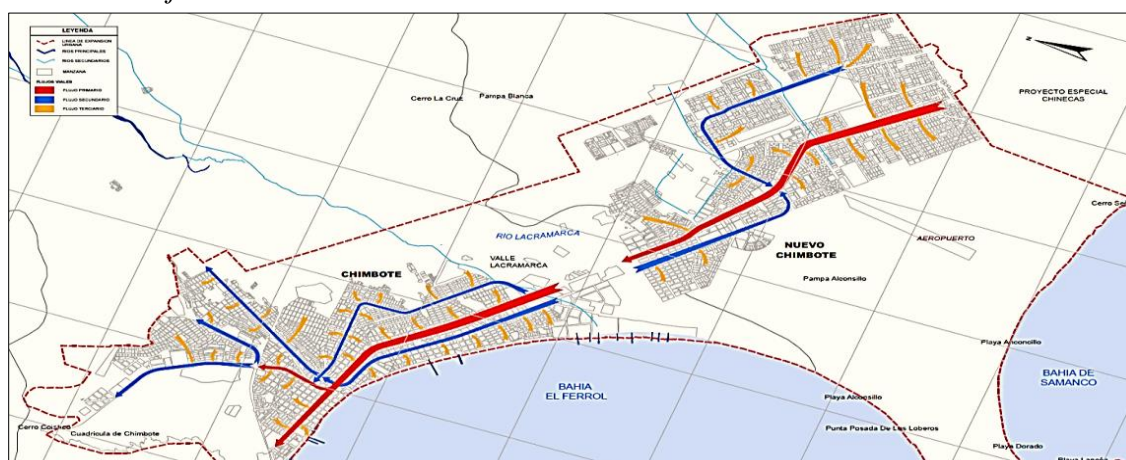 LEYENDA
LINEA DE EXPANSION
URBANA
RIOS PRINCIPALES
RIOS SECUNDARIOS
MANZANA
FLUJOS VIALES
FLUJO PRIMARIO
FLUJO SECUNDARIO
FLUJO TERCIARIO
N
Cerro La Cruz
Pampa Blanca
PROYECTO ESPECIAL
CHINECAS
RIO LACRAMARCA
VALLE
LACRAMARCA
CHIMBOTE
NUEVO
CHIMBOTE
AEROPUERTO
Pampa Alconsillo
BAHIA
EL FERROL
BAHIA DE
SAMANCO
Playa Alconsillo
Punta Posada De Los Loberos
Playa Dorado
Cuadricula de Chimbote